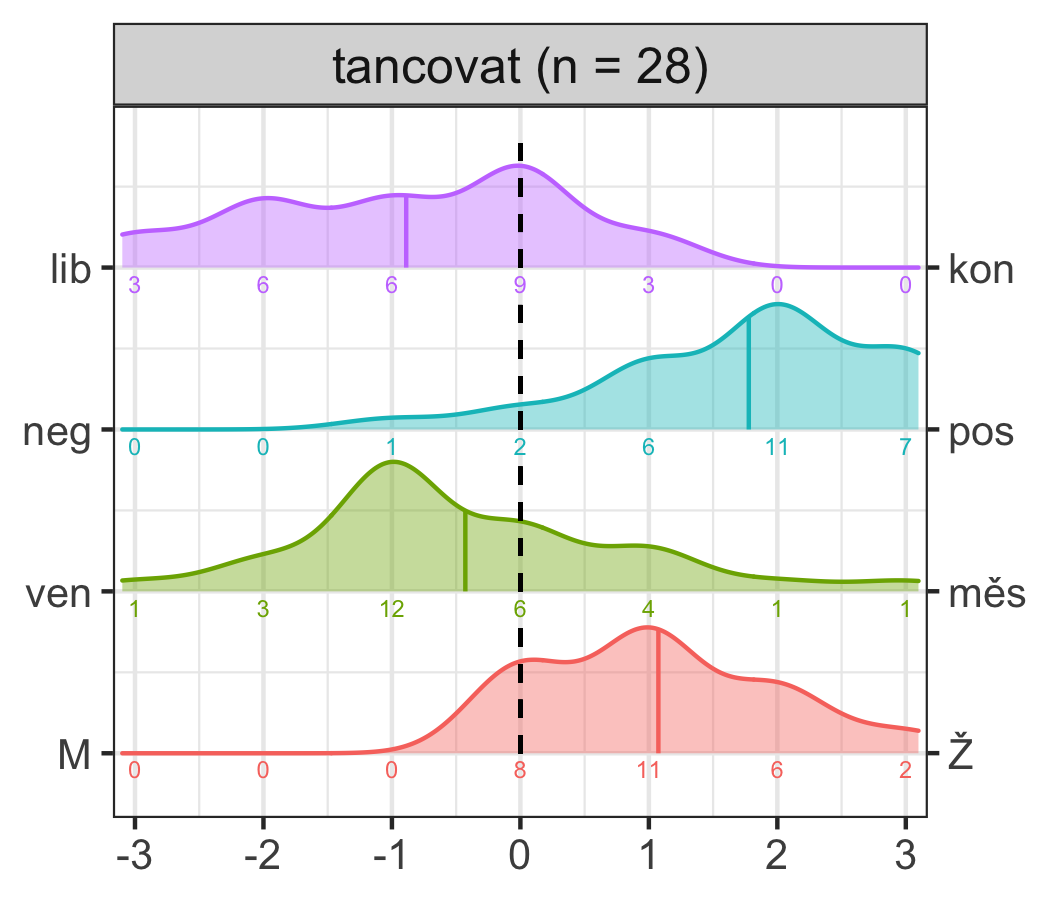 tancovat (n = 28)
lib kon
3 6 6 9 3 0 0
neg pos
0 0 1 2 6 11 7
ven měs
1 3 12 6 4 1 1
M Ž
0 0 0 8 11 6 2
-3 -2 -1 0 1 2 3